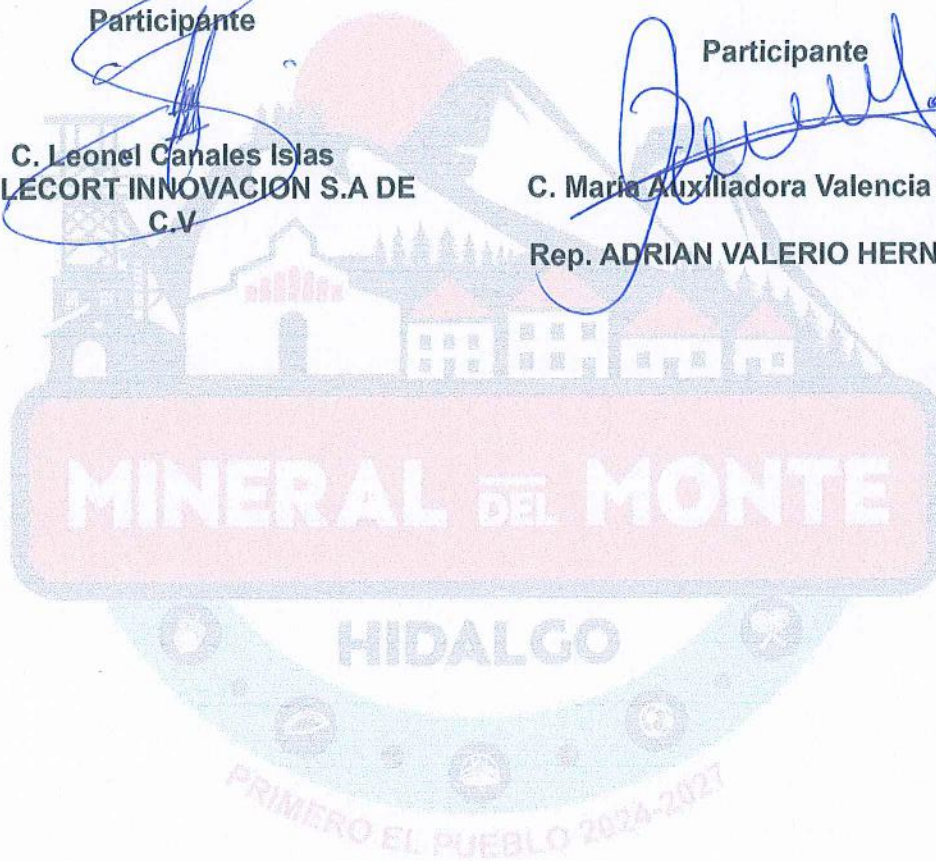 Participante
C. Leonel Canales Islas
LECORT INNOVACION S.A DE
C.V
Participante
C. María Auxiliadora Valencia
Rep. ADRIAN VALERIO HERN
MINERAL DEL MONTE
HIDALGO
PRIMERO EL PUEBLO 2024-2027